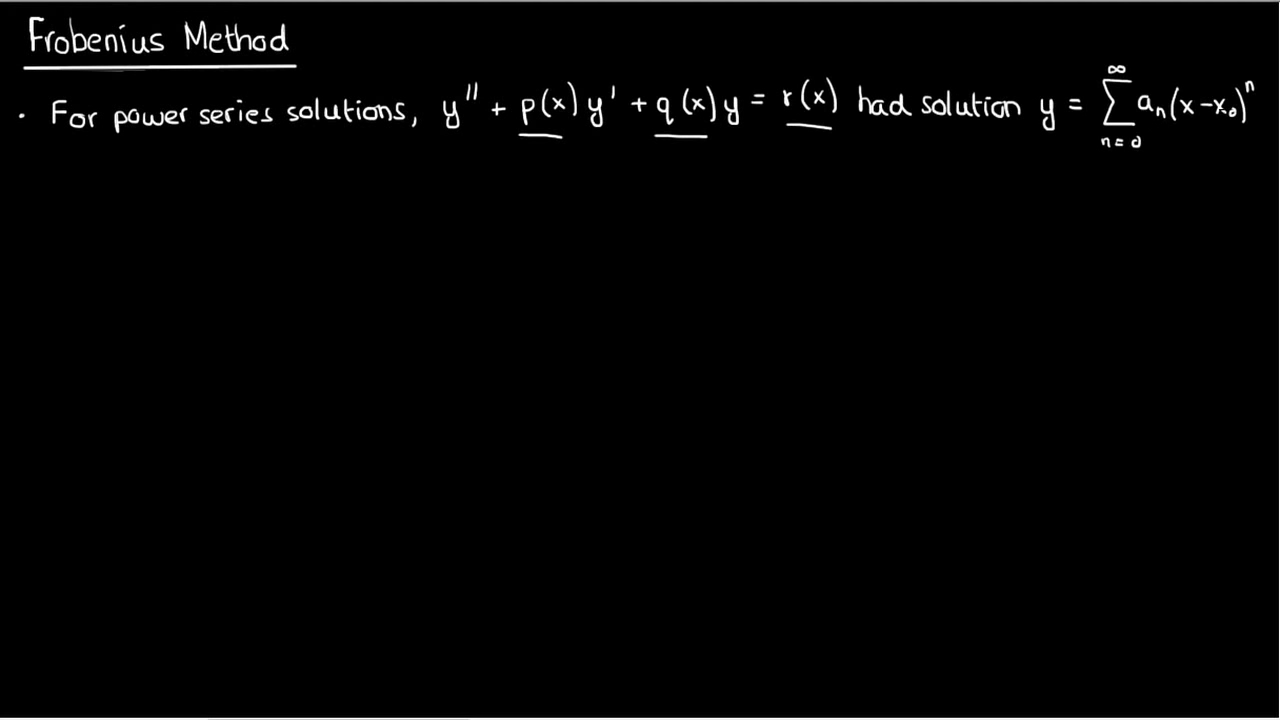 Frobenius Method
· For power series solutions, y'' + p(x) y' + q(x) y = r(x) had solution y = ∑_{n=0}^{∞} aₙ(x-x₀)ⁿ